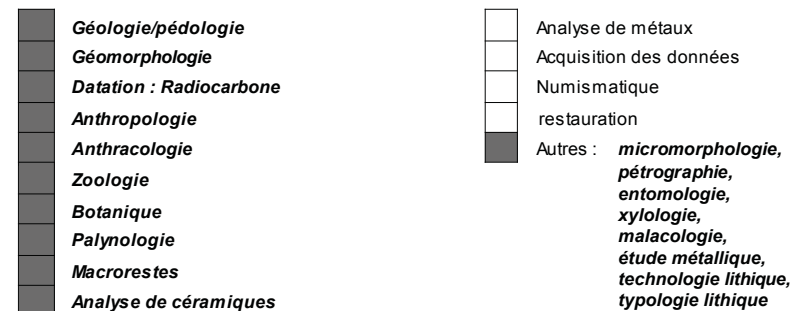 Géologie/pédologie
Géomorphologie
Datation : Radiocarbone
Anthropologie
Anthracologie
Zoologie
Botanique
Palynologie
Macrorestes
Analyse de céramiques
Analyse de métaux
Acquisition des données
Numismatique
restauration
Autres : micromorphologie,
pétrographie,
entomologie,
xylologie,
malacologie,
étude métallique,
technologie lithique,
typologie lithique